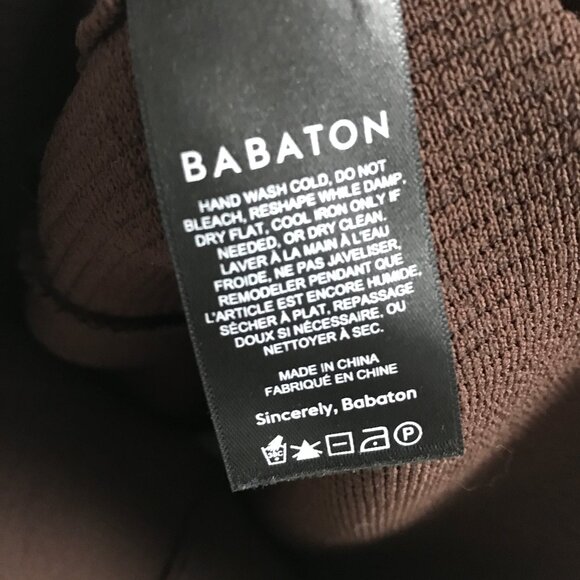 BABATON
HAND WASH COLD, DO NOT
BLEACH, RESHAPE WHILE DAMP,
DRY FLAT, COOL IRON ONLY IF
NEEDED, OR DRY CLEAN.
LAVER À LA MAIN À L'EAU
FROIDE, NE PAS JAVELISER,
REMODELER PENDANT QUE
L'ARTICLE EST ENCORE HUMIDE,
SÉCHER À PLAT, REPASSAGE
DOUX SI NÉCESSAIRE, OU
NETTOYER À SEC.
MADE IN CHINA
FABRIQUÉ EN CHINE
Sincerely, Babaton
P